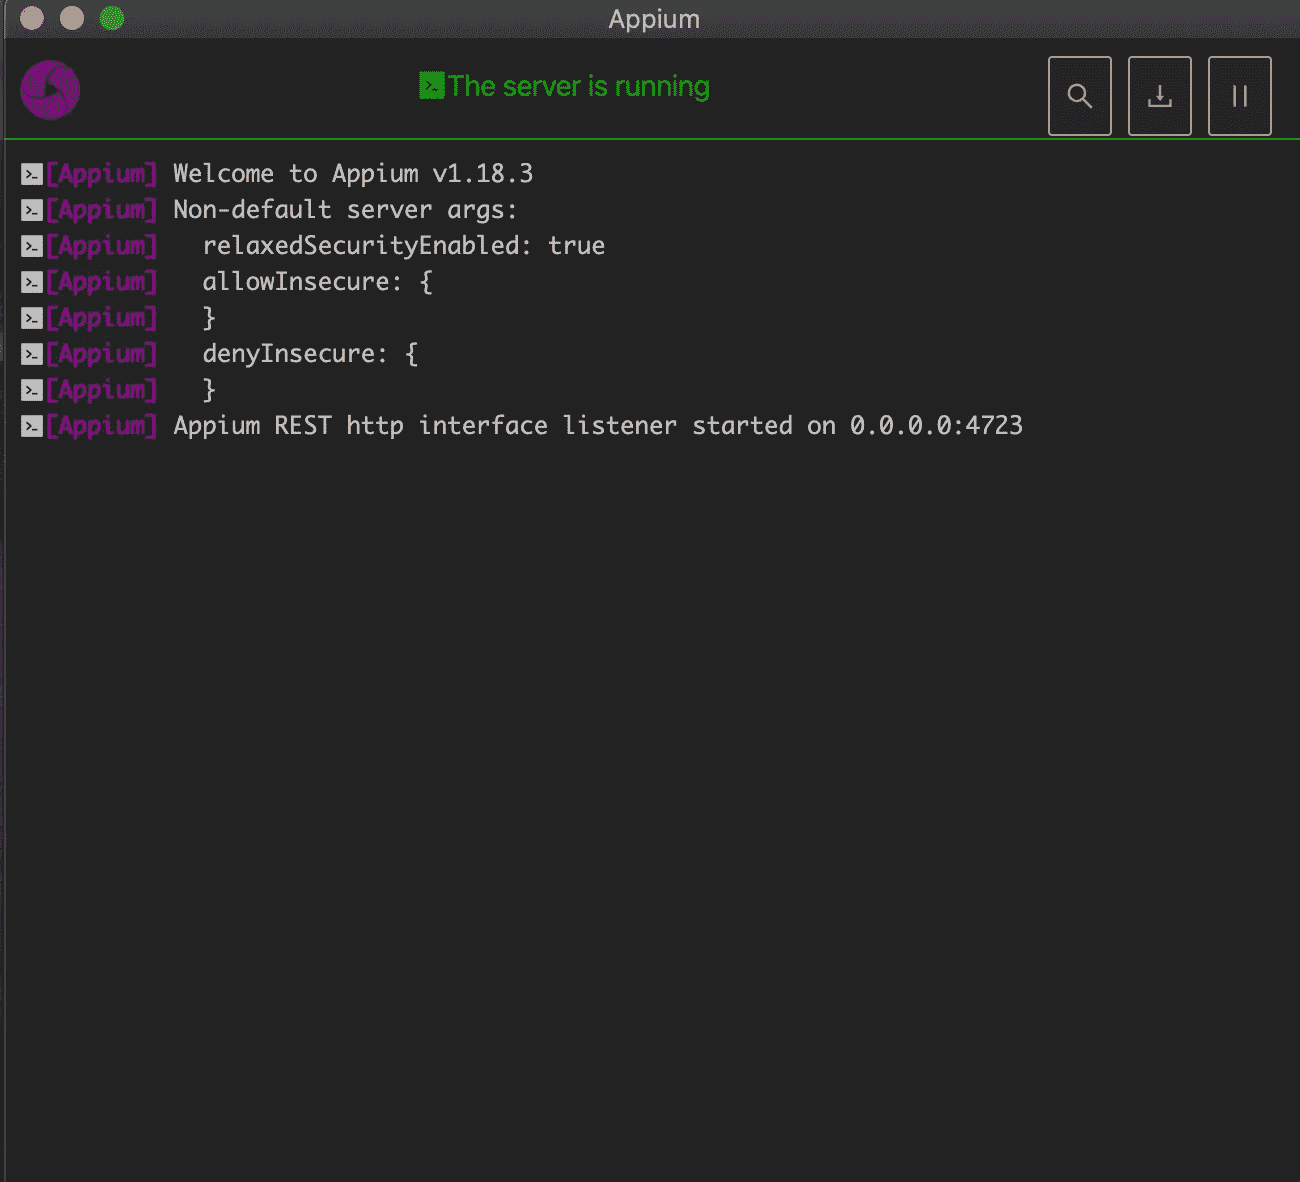 Appium
The server is running
[Appium] Welcome to Appium v1.18.3
[Appium] Non-default server args:
[Appium]   relaxedSecurityEnabled: true
[Appium]   allowInsecure: {
[Appium]   }
[Appium]   denyInsecure: {
[Appium]   }
[Appium] Appium REST http interface listener started on 0.0.0.0:4723